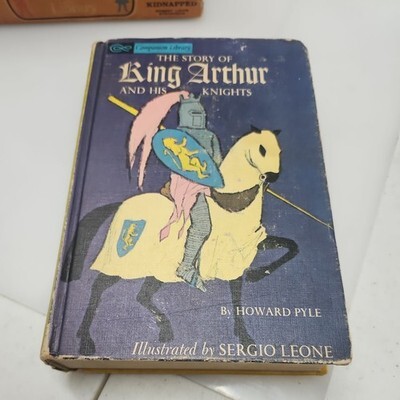 KIDNAPPED
Companion Library
THE STORY OF
King Arthur
AND HIS KNIGHTS
By HOWARD PYLE
Illustrated by SERGIO LEONE